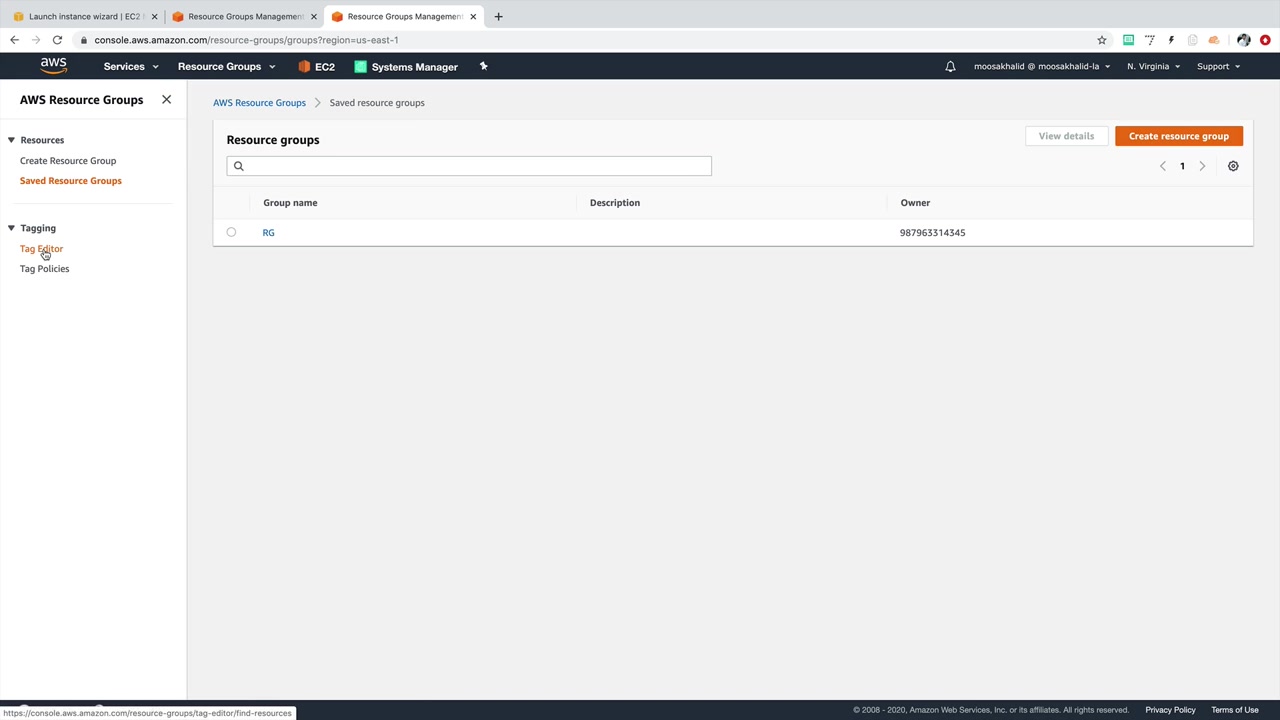 Launch instance wizard | EC2
Resource Groups Management
Resource Groups Management
console.aws.amazon.com/resource-groups/groups?region=us-east-1
aws
Services
Resource Groups
EC2
Systems Manager
moosakhalid @ moosakhalid-la
N. Virginia
Support
AWS Resource Groups
Resources
Create Resource Group
Saved Resource Groups
Tagging
Tag Editor
Tag Policies
AWS Resource Groups
Saved resource groups
Resource groups
View details
Create resource group
1
Group name
Description
Owner
RG
987963314345
https://console.aws.amazon.com/resource-groups/tag-editor/find-resources
© 2008 - 2020, Amazon Web Services, Inc. or its affiliates. All rights reserved.
Privacy Policy
Terms of Use